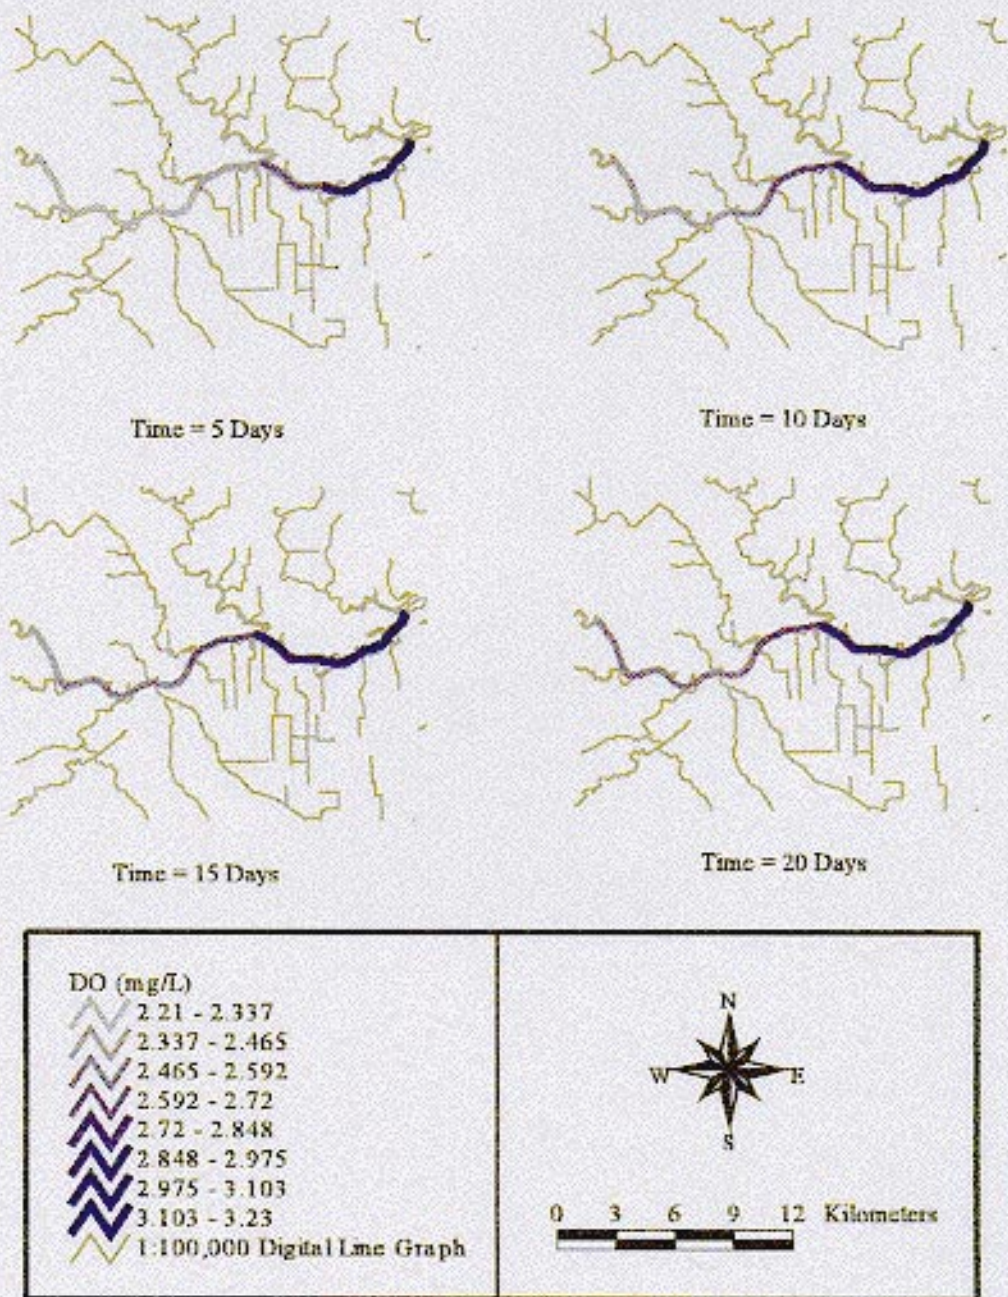 Time = 5 Days
Time = 10 Days
Time = 15 Days
Time = 20 Days
DO (mg/L)
2.21 - 2.337
2.337 - 2.465
2.465 - 2.592
2.592 - 2.72
2.72 - 2.848
2.848 - 2.975
2.975 - 3.103
3.103 - 3.23
1:100,000 Digital Line Graph
N
W E
S
0 3 6 9 12 Kilometers